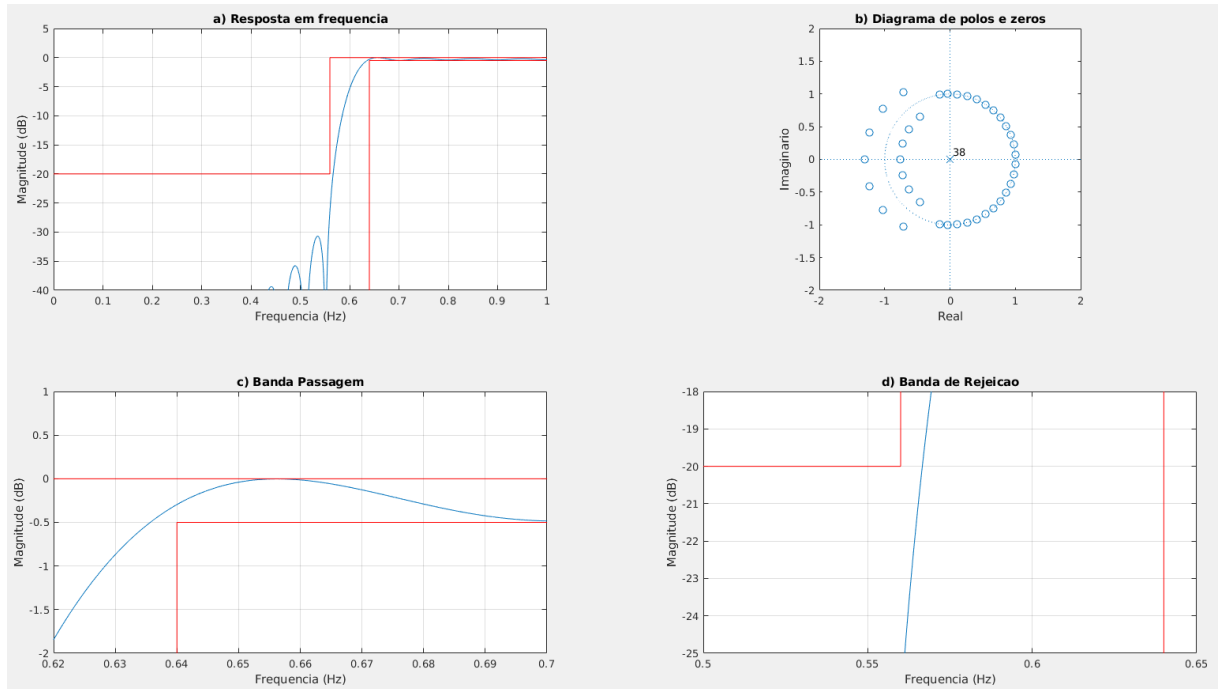 a) Resposta em frequencia
5
0
-5
-10
-15
-20
-25
-30
-35
-40
Magnitude (dB)
0 0.1 0.2 0.3 0.4 0.5 0.6 0.7 0.8 0.9 1
Frequencia (Hz)
b) Diagrama de polos e zeros
2
1.5
1
0.5
0
-0.5
-1
-1.5
-2
Imaginario
38
-2 -1 0 1 2
Real
c) Banda Passagem
1
0.5
0
-0.5
-1
-1.5
-2
Magnitude (dB)
0.62 0.63 0.64 0.65 0.66 0.67 0.68 0.69 0.7
Frequencia (Hz)
d) Banda de Rejeicao
-18
-19
-20
-21
-22
-23
-24
-25
Magnitude (dB)
0.5 0.55 0.6 0.65
Frequencia (Hz)